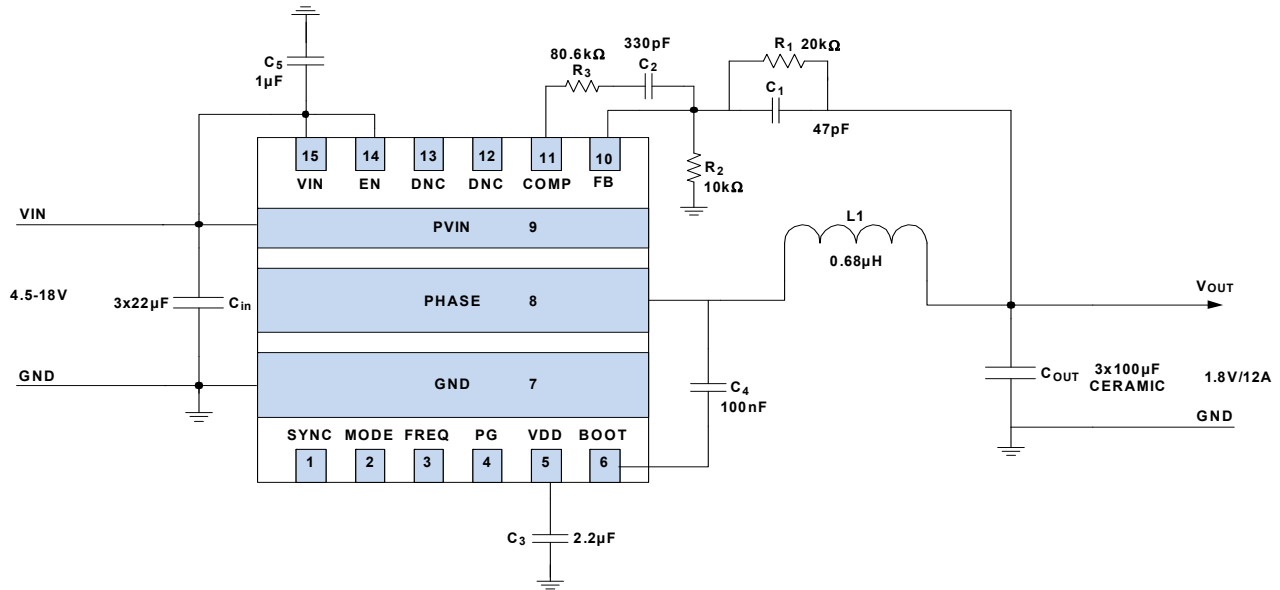 C5
1µF
80.6kΩ
R3
330pF
C2
R1 20kΩ
C1
47pF
R2
10kΩ
15 14 13 12 11 10
VIN EN DNC DNC COMP FB
VIN
PVIN 9
L1
0.68µH
4.5-18V
3x22µF Cin
PHASE 8
VOUT
GND
GND 7
C4
100nF
COUT 3x100µF
CERAMIC
1.8V/12A
GND
SYNC MODE FREQ PG VDD BOOT
1 2 3 4 5 6
C3 2.2µF